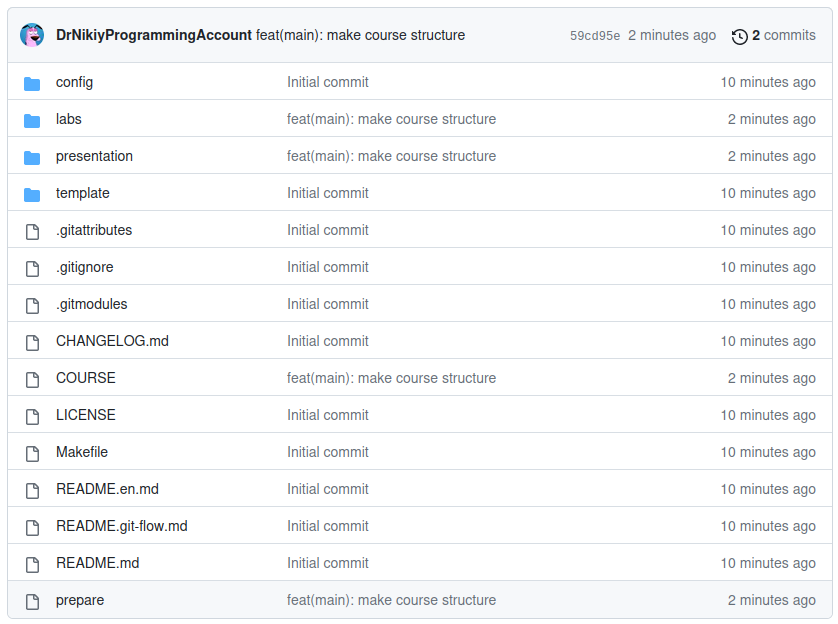 DrNikiyProgrammingAccount feat(main): make course structure 59cd95e 2 minutes ago 2 commits
config Initial commit 10 minutes ago
labs feat(main): make course structure 2 minutes ago
presentation feat(main): make course structure 2 minutes ago
template Initial commit 10 minutes ago
.gitattributes Initial commit 10 minutes ago
.gitignore Initial commit 10 minutes ago
.gitmodules Initial commit 10 minutes ago
CHANGELOG.md Initial commit 10 minutes ago
COURSE feat(main): make course structure 2 minutes ago
LICENSE Initial commit 10 minutes ago
Makefile Initial commit 10 minutes ago
README.en.md Initial commit 10 minutes ago
README.git-flow.md Initial commit 10 minutes ago
README.md Initial commit 10 minutes ago
prepare feat(main): make course structure 2 minutes ago